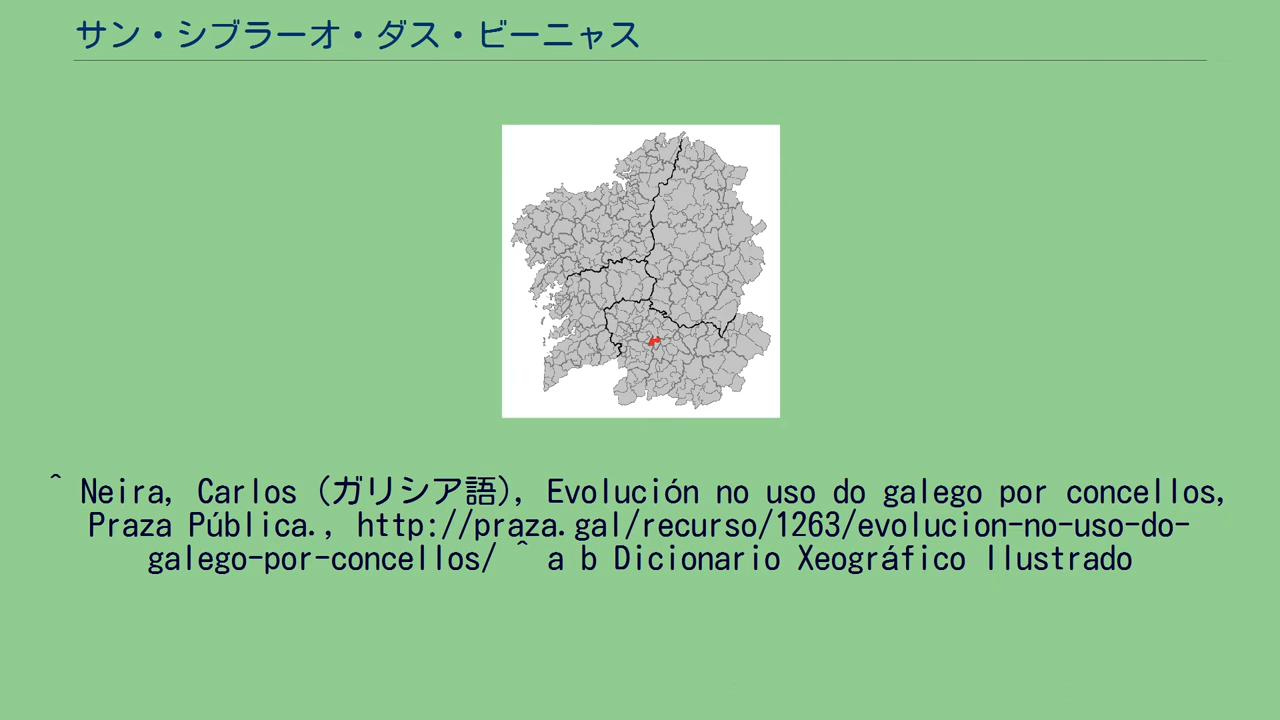 サン・シブラーオ・ダス・ビーニャス
^ Neira, Carlos (ガリシア語), Evolución no uso do galego por concellos,
Praza Pública., http://praza.gal/recurso/1263/evolucion-no-uso-do-
galego-por-concellos/ ^ a b Dicionario Xeográfico Ilustrado